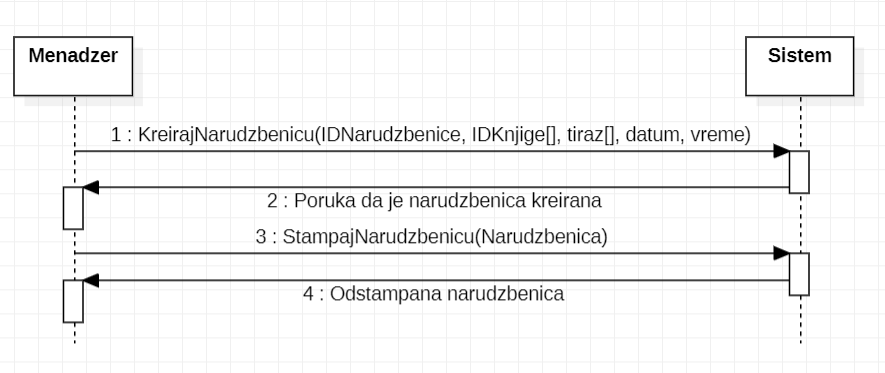 Menadzer
Sistem
1 : KreirajNarudzbenicu(IDNarudzbenice, IDKnjige[], tiraz[], datum, vreme)
2 : Poruka da je narudzbenica kreirana
3 : StampajNarudzbenicu(Narudzbenica)
4 : Odstampana narudzbenica